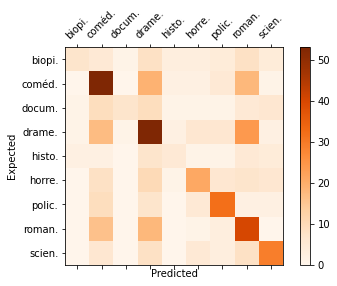 biopi. coméd. docum. drame. histo. horre. polic. roman. scien.
biopi.
coméd.
docum.
drame.
histo.
horre.
polic.
roman.
scien.
Expected
Predicted
50
40
30
20
10
0